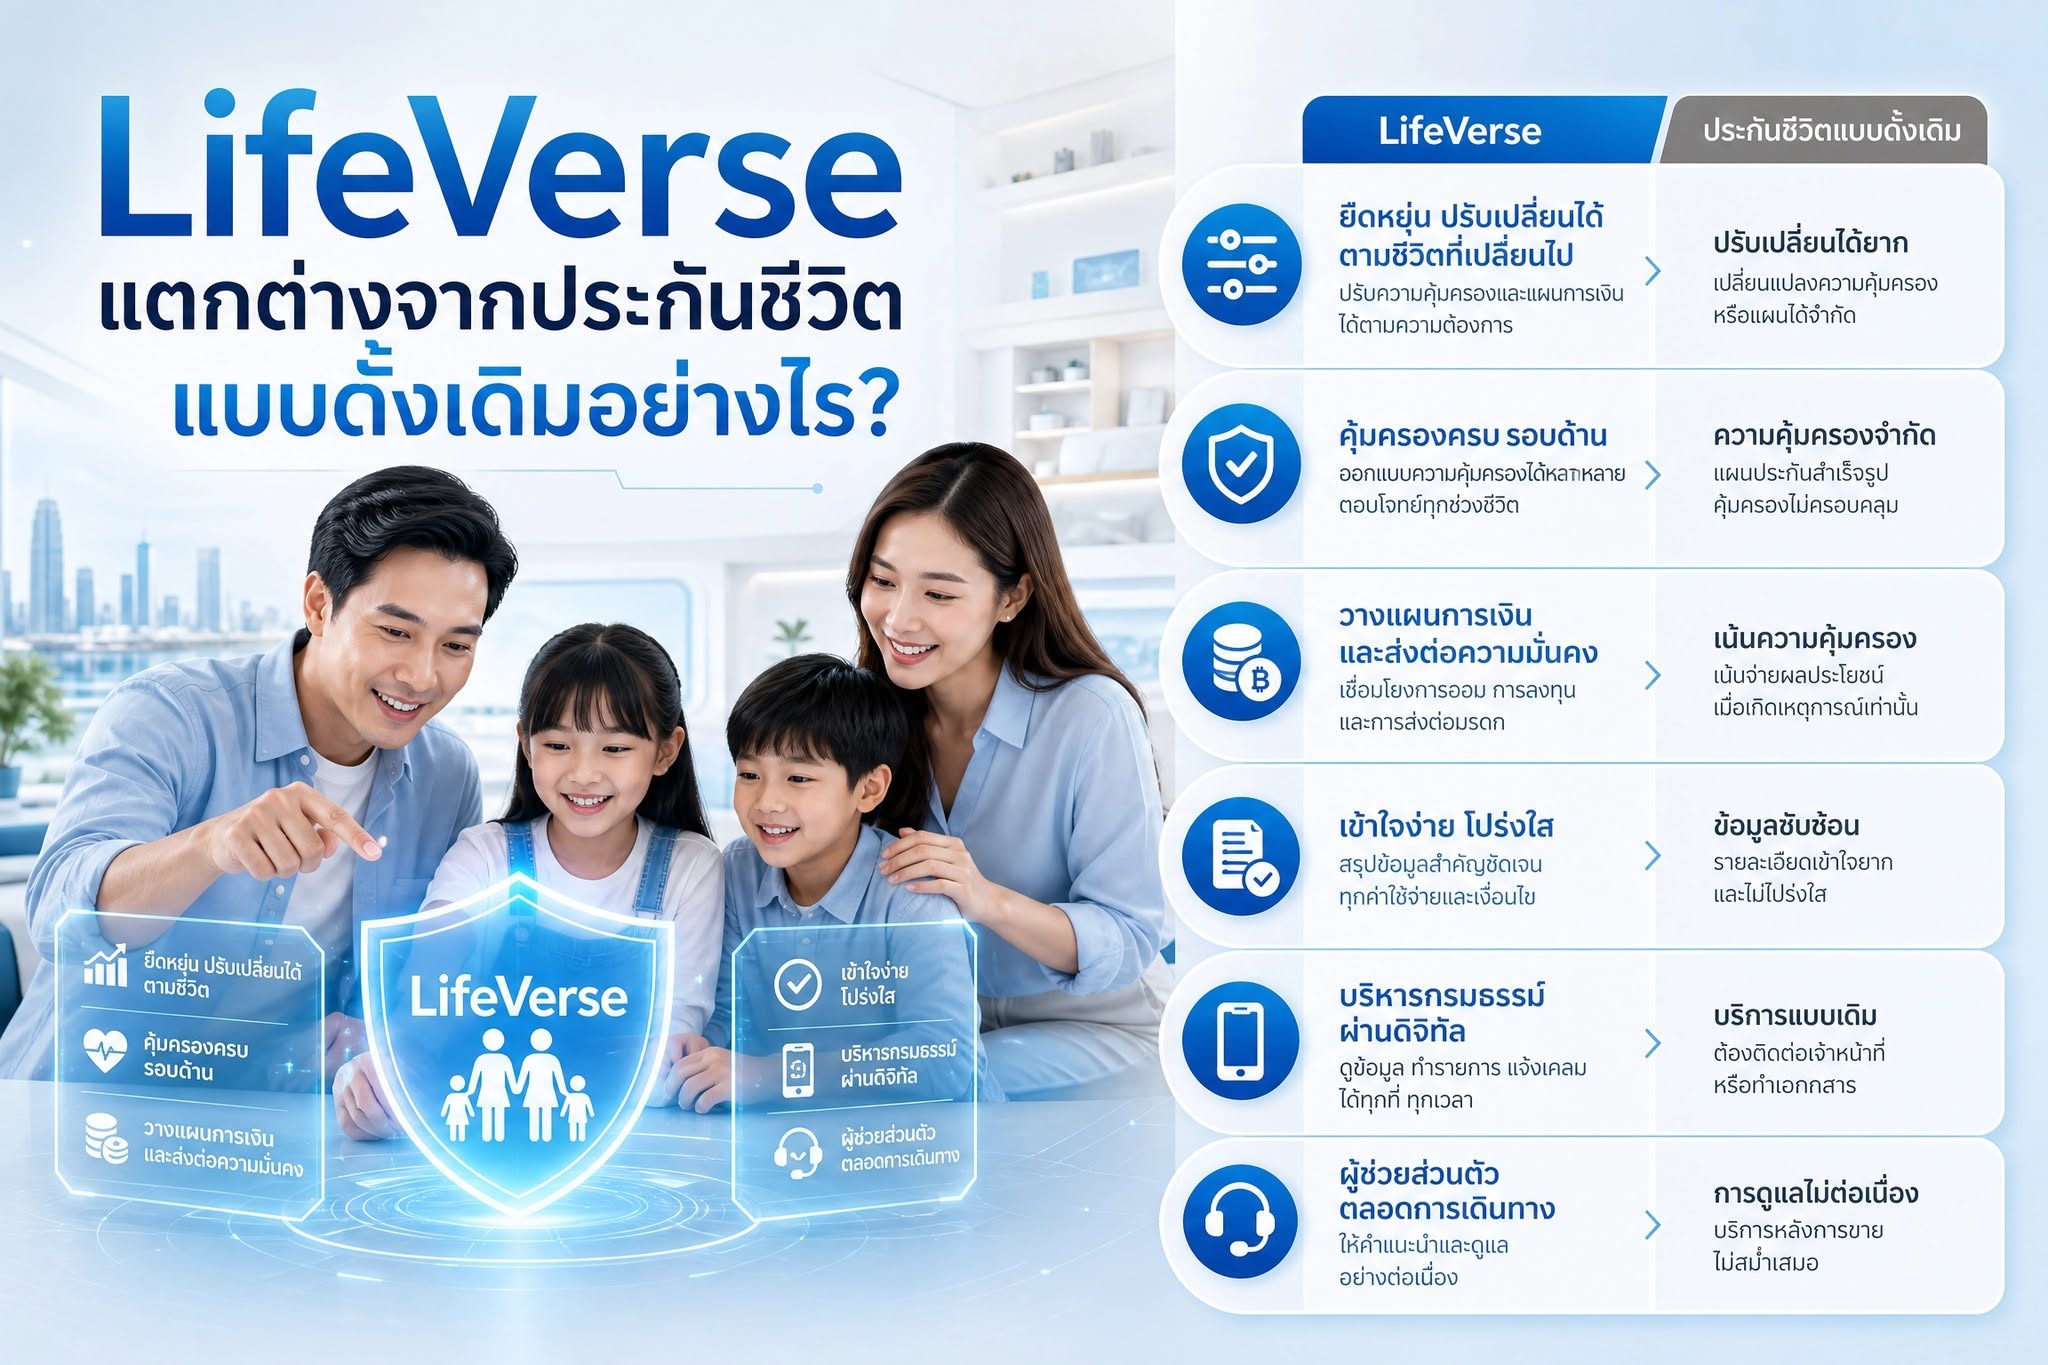 LifeVerse
แตกต่างจากประกันชีวิต
แบบดั้งเดิมอย่างไร?
ยืดหยุ่น ปรับเปลี่ยนได้
ตามชีวิต
คุ้มครองครบ
รอบด้าน
วางแผนการเงิน
และส่งต่อความมั่นคง
LifeVerse
เข้าใจง่าย
โปร่งใส
บริหารกรมธรรม์
ผ่านดิจิทัล
ผู้ช่วยส่วนตัว
ตลอดการเดินทาง
LifeVerse
ประกันชีวิตแบบดั้งเดิม
ยืดหยุ่น ปรับเปลี่ยนได้
ตามชีวิตที่เปลี่ยนไป
ปรับความคุ้มครองและแผนการเงิน
ได้ตามความต้องการ
ปรับเปลี่ยนได้ยาก
เปลี่ยนแปลงความคุ้มครอง
หรือแผนได้จำกัด
คุ้มครองครบ รอบด้าน
ออกแบบความคุ้มครองได้หลากหลาย
ตอบโจทย์ทุกช่วงชีวิต
ความคุ้มครองจำกัด
แผนประกันสำเร็จรูป
คุ้มครองไม่ครอบคลุม
วางแผนการเงิน
และส่งต่อความมั่นคง
เชื่อมโยงการออม การลงทุน
และการส่งต่อมรดก
เน้นความคุ้มครอง
เน้นจ่ายผลประโยชน์
เมื่อเกิดเหตุการณ์เท่านั้น
เข้าใจง่าย โปร่งใส
สรุปข้อมูลสำคัญชัดเจน
ทุกค่าใช้จ่ายและเงื่อนไข
ข้อมูลซับซ้อน
รายละเอียดเข้าใจยาก
และไม่โปร่งใส
บริหารกรมธรรม์
ผ่านดิจิทัล
ดูข้อมูล ทำรายการ แจ้งเคลม
ได้ทุกที่ ทุกเวลา
บริการแบบเดิม
ต้องติดต่อเจ้าหน้าที่
หรือทำเอกกสาร
ผู้ช่วยส่วนตัว
ตลอดการเดินทาง
ให้คำแนะนำและดูแล
อย่างต่อเนื่อง
การดูแลไม่ต่อเนื่อง
บริการหลังการขาย
ไม่สม่ำเสมอ